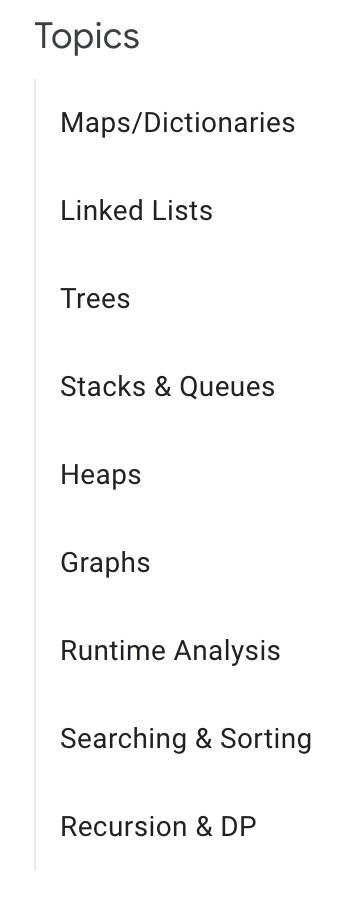 Topics
Maps/Dictionaries
Linked Lists
Trees
Stacks & Queues
Heaps
Graphs
Runtime Analysis
Searching & Sorting
Recursion & DP